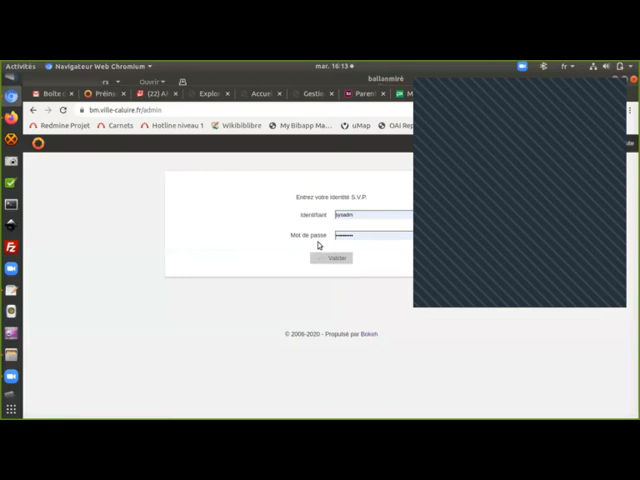 Activités
Navigateur Web Chromium
mar. 16:13
fr
ballanmiré
Ouvrir
Boîte
Préins
(22) A
Explor
Accuei
Gestio
Paren
bm.ville-caluire.fr/admin
Redmine Projet
Carnets
Hotline niveau 1
Wikibiblibre
My Bibapp Ma...
uMap
OAI Rep
Entrez votre identité S.V.P.
Identifiant
sysadm
Mot de passe
Valider
© 2006-2020 - Propulsé par Bokeh